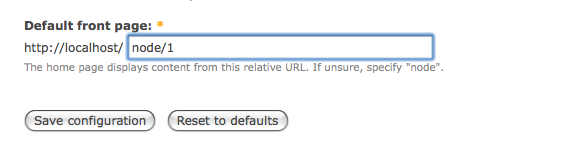 Default front page: *
http://localhost/ node/1
The home page displays content from this relative URL. If unsure, specify "node".
Save configuration Reset to defaults